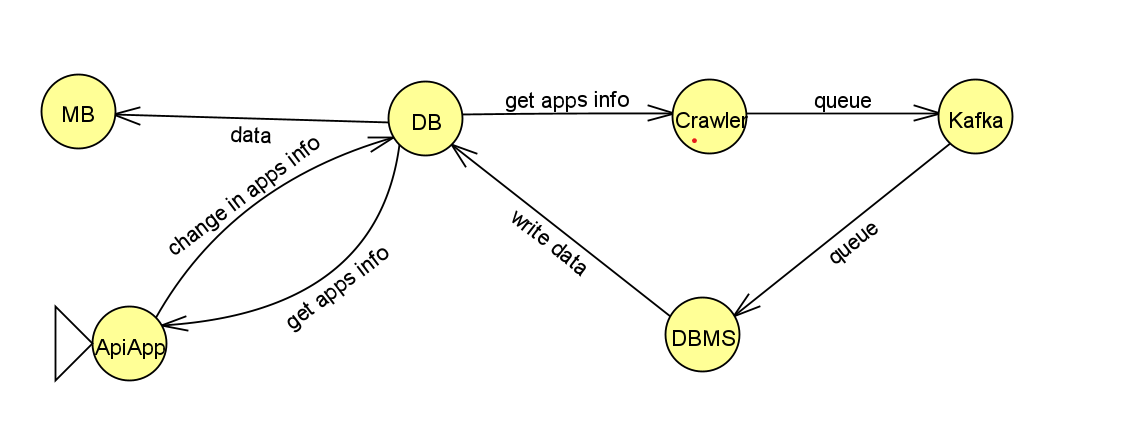 MB
data
DB
get apps info
Crawler
queue
Kafka
change in apps info
get apps info
write data
queue
ApiApp
DBMS